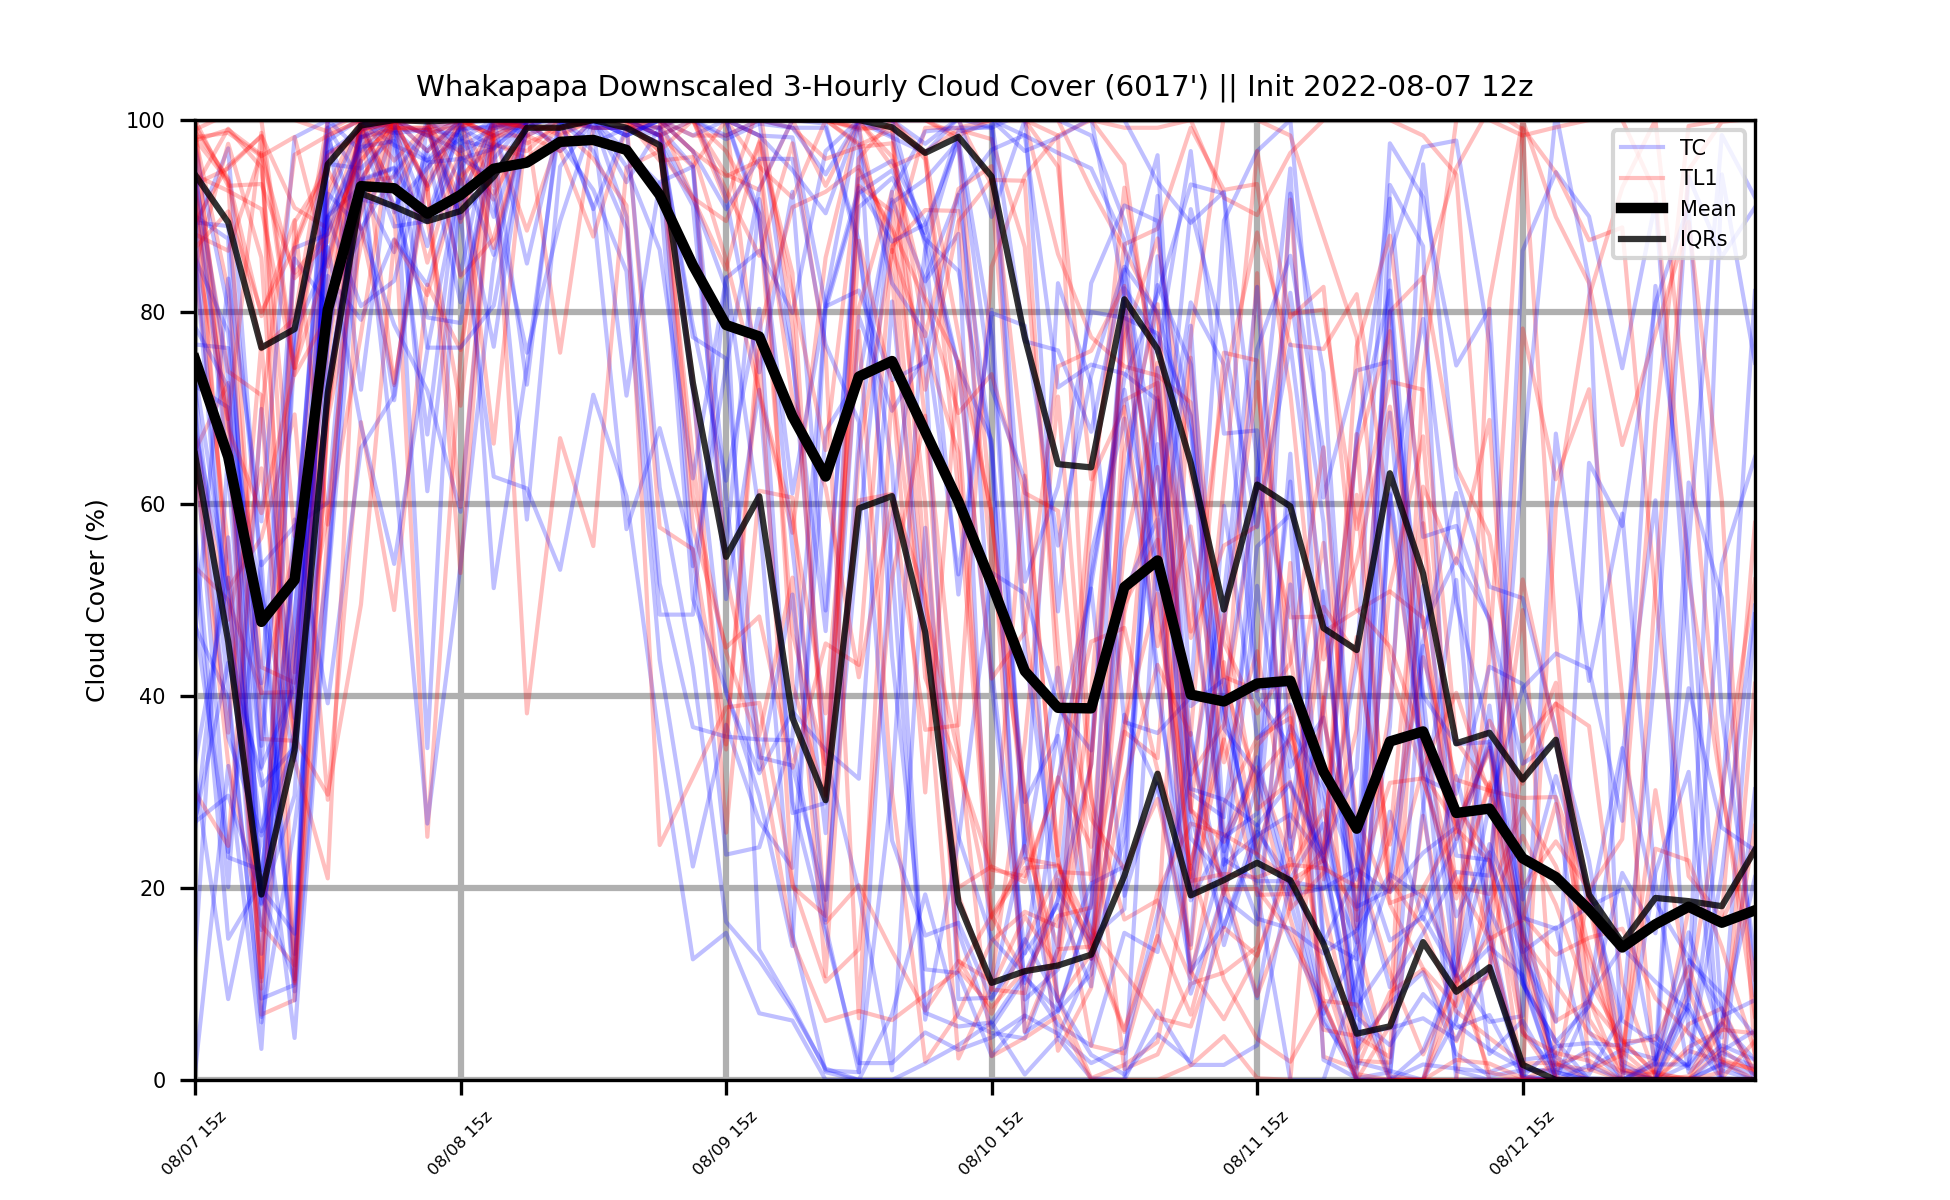 Whakapapa Downscaled 3-Hourly Cloud Cover (6017') || Init 2022-08-07 12z
Cloud Cover (%)
100
80
60
40
20
0
TC
TL1
Mean
IQRs
08/07 15z
08/08 15z
08/09 15z
08/10 15z
08/11 15z
08/12 15z